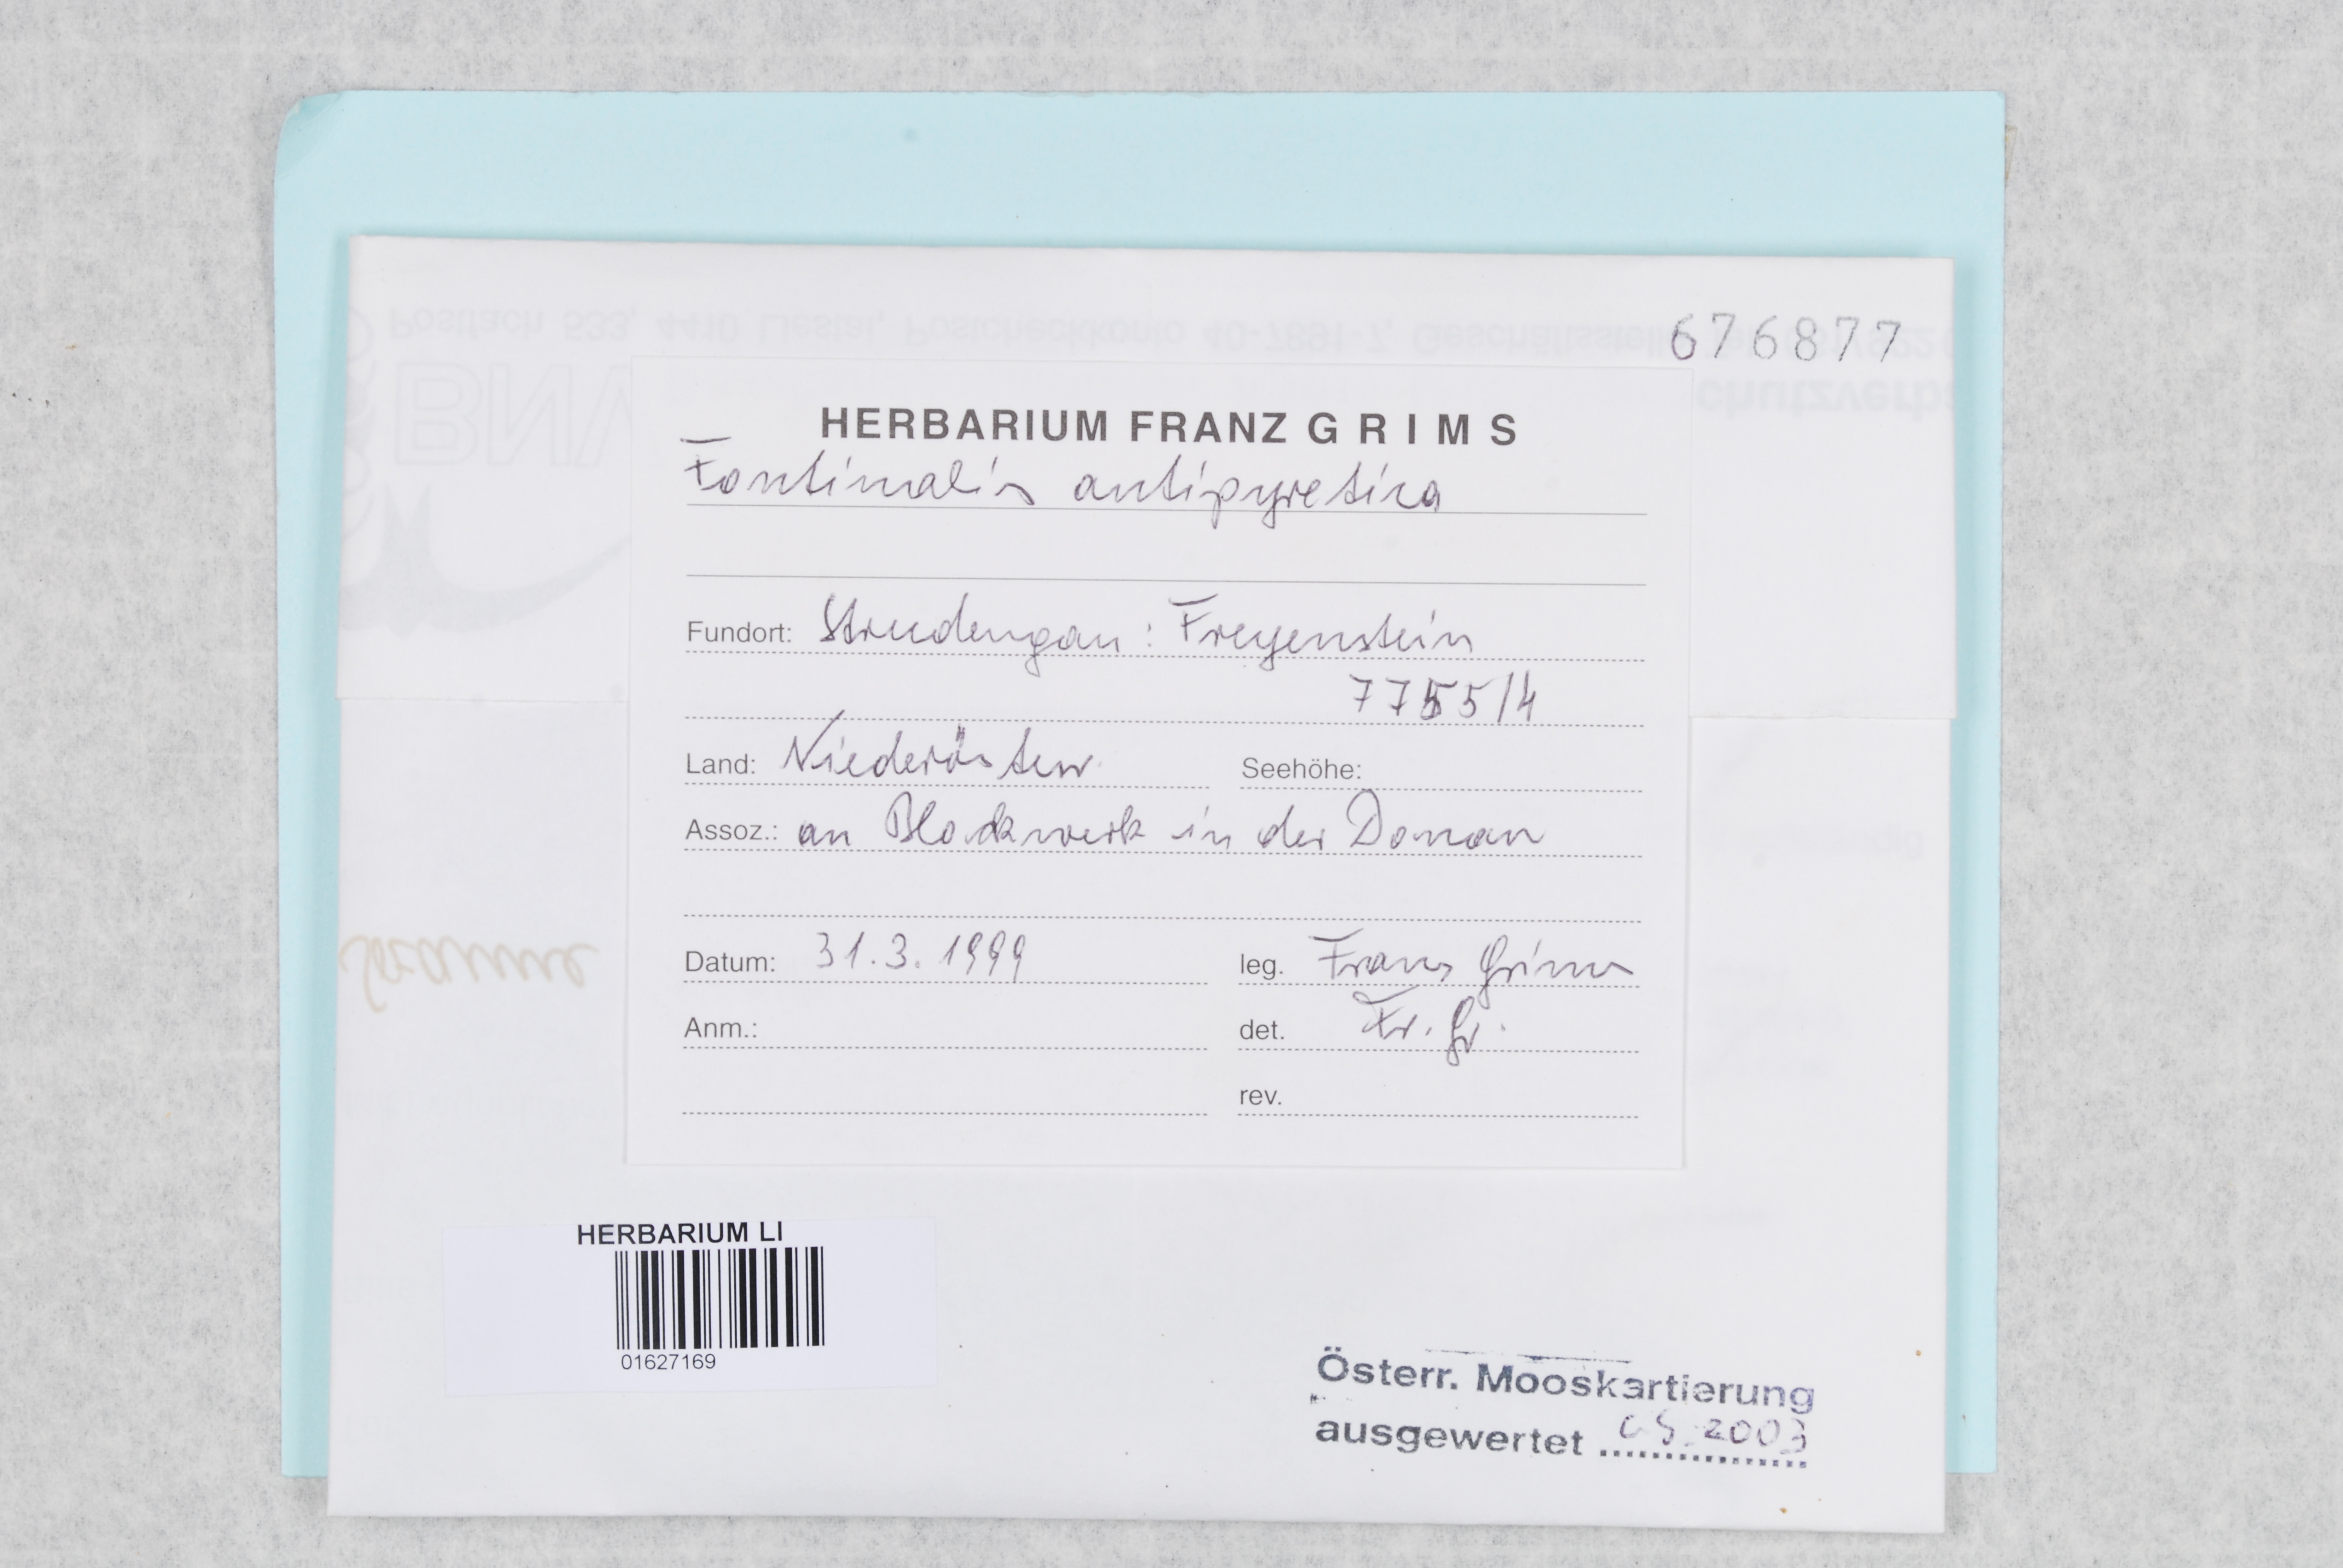 676877
HERBARIUM FRANZ G R I M S
Fontinalis antipyretica
Fundort: Strudengau : Freyenstein
7755/4
Land: Niederösterr. Seehöhe:
Assoz.: an Blockwerk in der Donau
Datum: 31.3.1999 leg. Franz Grims
Anm.: det. Fr. Gr.
rev.
HERBARIUM LI
01627169
Österr. Mooskartierung
ausgewertet 2003